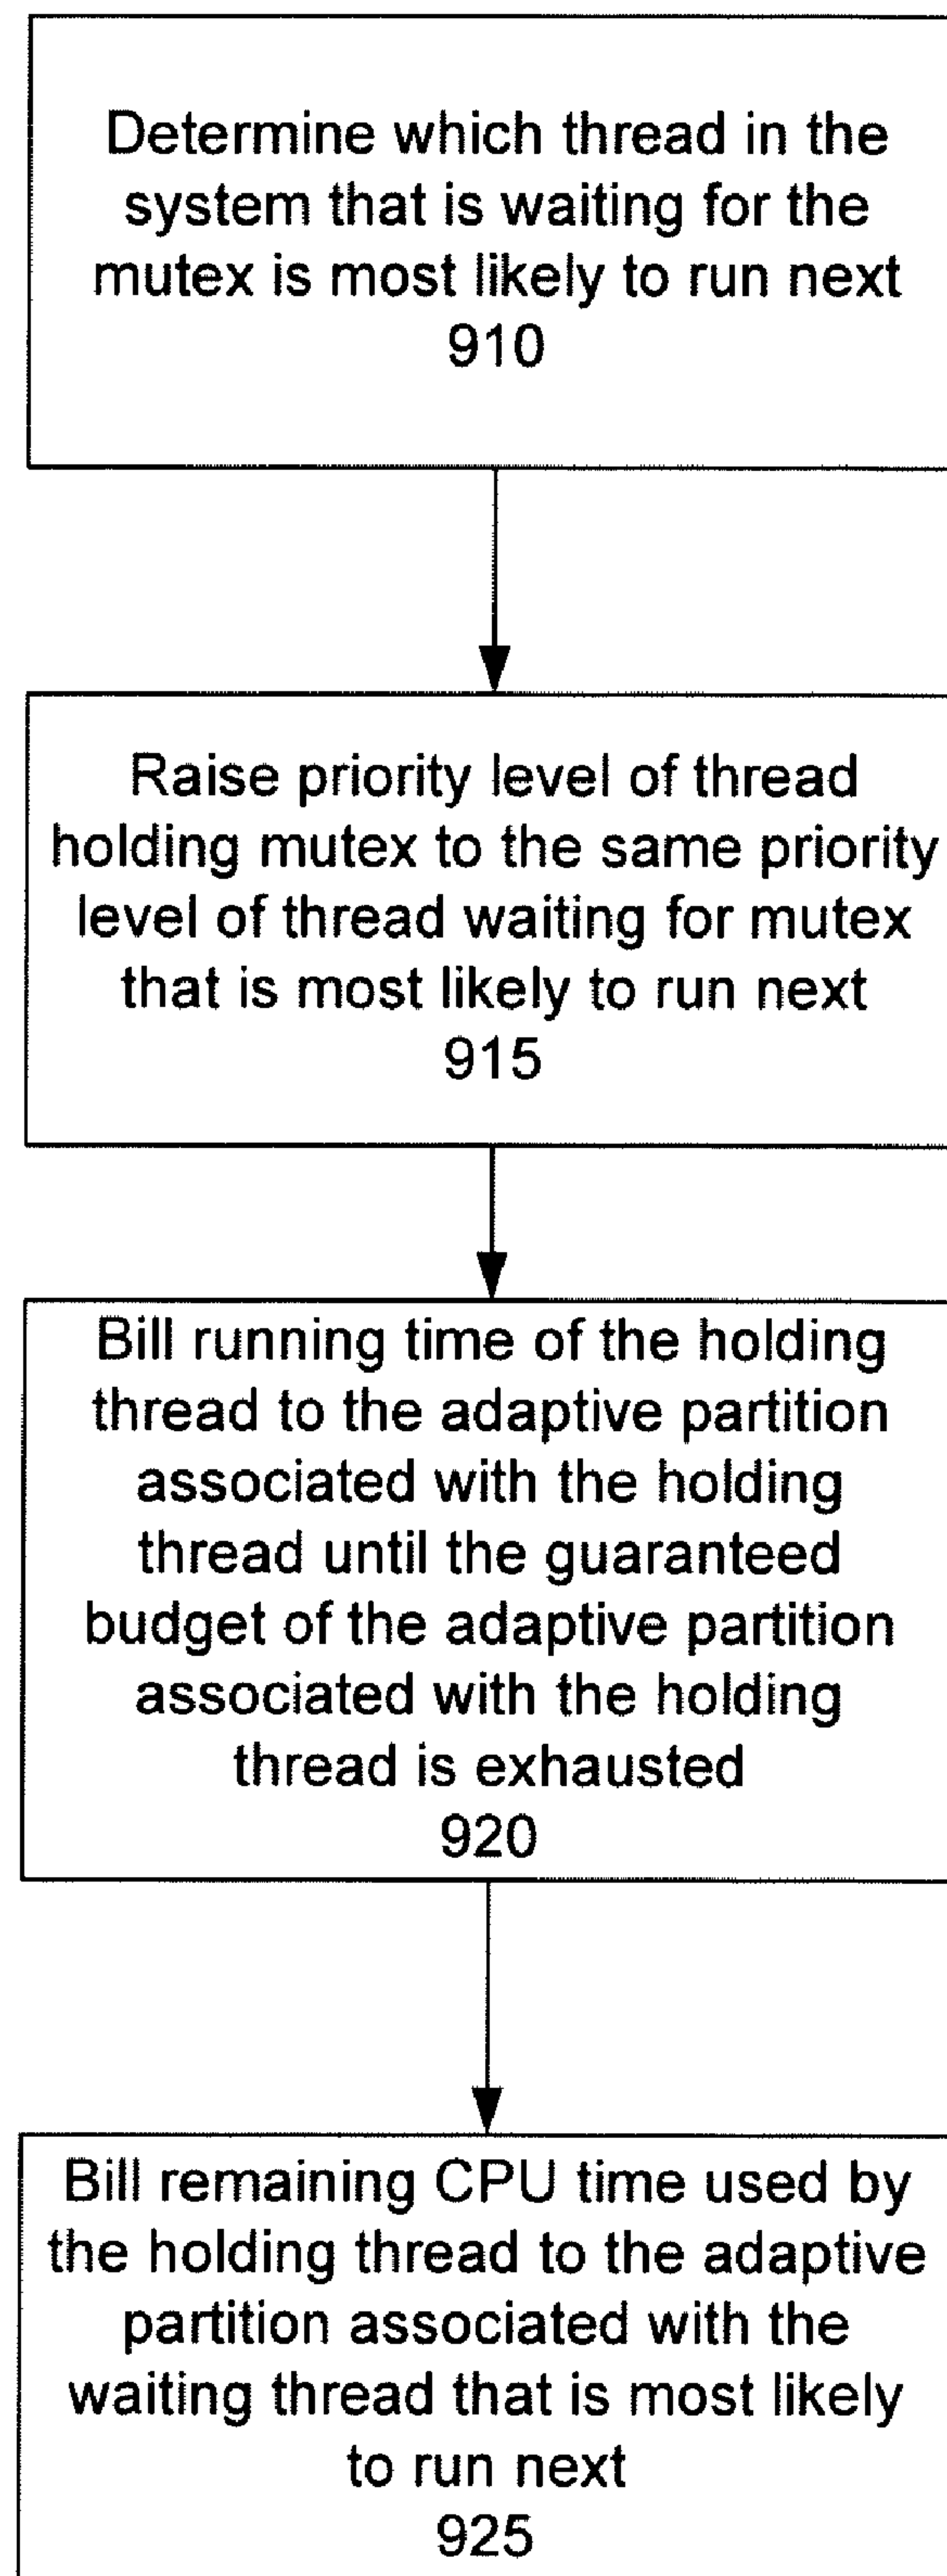 Determine which thread in the
system that is waiting for the
mutex is most likely to run next
910
Raise priority level of thread
holding mutex to the same priority
level of thread waiting for mutex
that is most likely to run next
915
Bill running time of the holding
thread to the adaptive partition
associated with the holding
thread until the guaranteed
budget of the adaptive partition
associated with the holding
thread is exhausted
920
Bill remaining CPU time used by
the holding thread to the adaptive
partition associated with the
waiting thread that is most likely
to run next
925